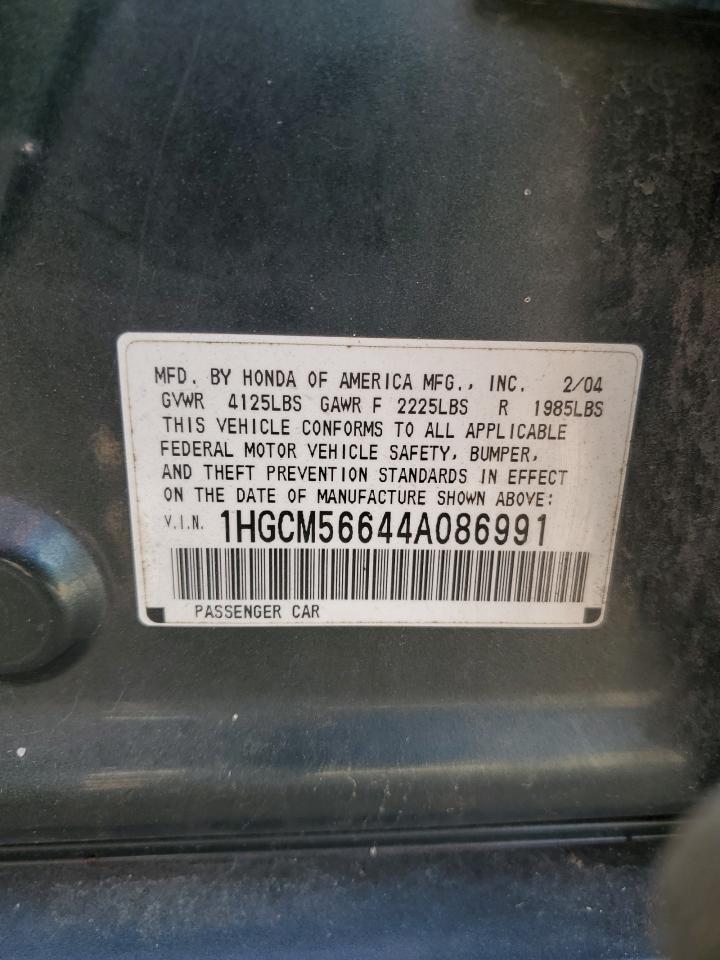 MFD. BY HONDA OF AMERICA MFG., INC. 2/04
GVWR 4125LBS GAWR F 2225LBS R 1985LBS
THIS VEHICLE CONFORMS TO ALL APPLICABLE
FEDERAL MOTOR VEHICLE SAFETY, BUMPER,
AND THEFT PREVENTION STANDARDS IN EFFECT
ON THE DATE OF MANUFACTURE SHOWN ABOVE:
V.I.N. 1HGCM56644A086991
PASSENGER CAR